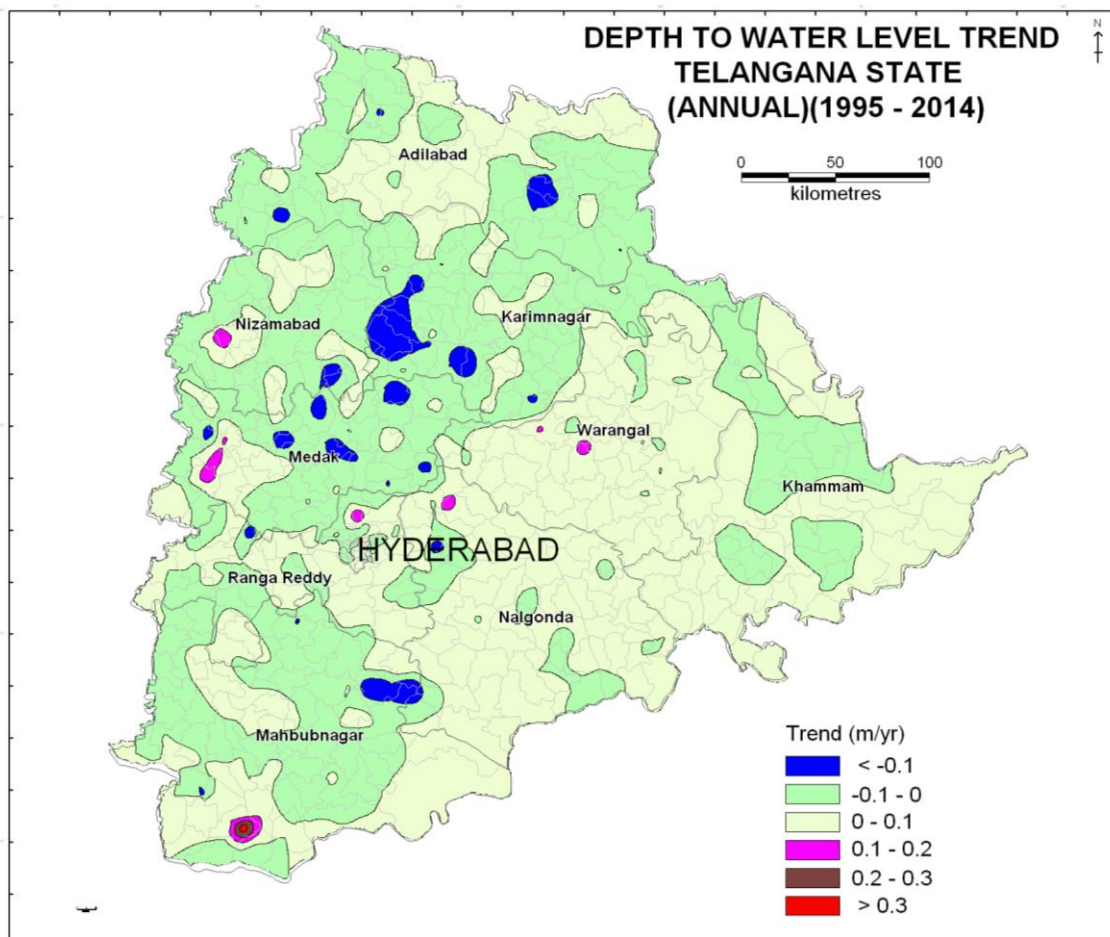 DEPTH TO WATER LEVEL TREND
TELANGANA STATE
(ANNUAL)(1995 - 2014)
N
0 50 100
kilometres
Adilabad
Nizamabad
Karimnagar
Warangal
Medak
Khammam
HYDERABAD
Ranga Reddy
Nalgonda
Mahbubnagar
Trend (m/yr)
< -0.1
-0.1 - 0
0 - 0.1
0.1 - 0.2
0.2 - 0.3
> 0.3